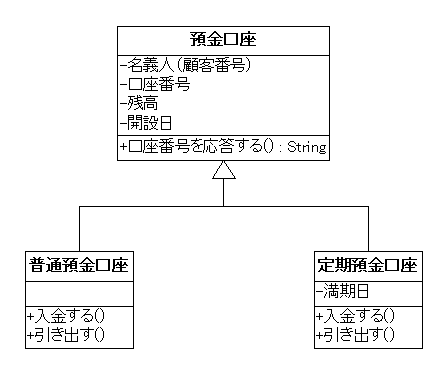 預金口座
-名義人(顧客番号)
-口座番号
-残高
-開設日
+口座番号を応答する() : String
普通預金口座
+入金する()
+引き出す()
定期預金口座
-満期日
+入金する()
+引き出す()